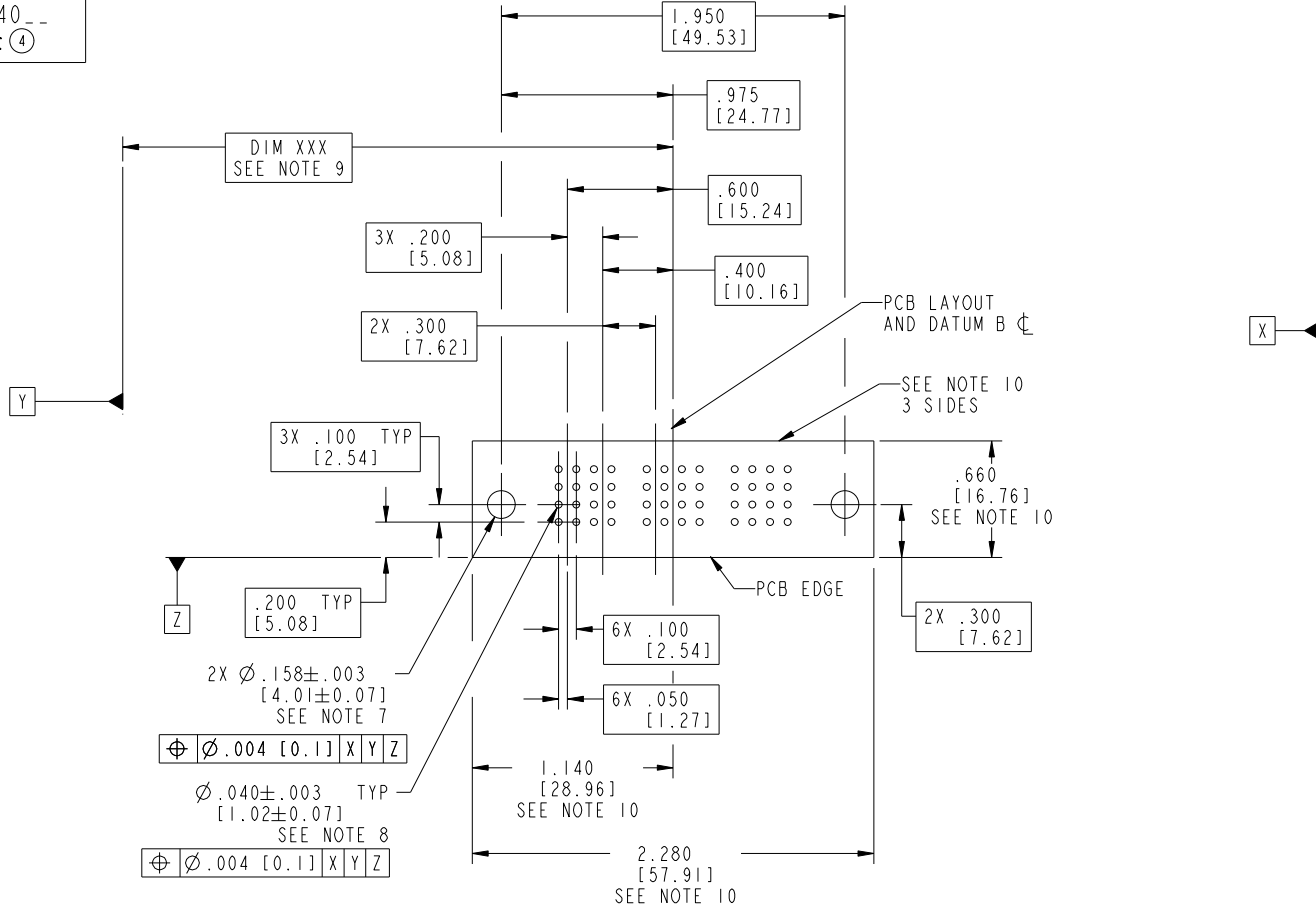 40__
: 4
1.950
[49.53]
.975
[24.77]
DIM XXX
SEE NOTE 9
.600
[15.24]
3X .200
[5.08]
.400
[10.16]
PCB LAYOUT
AND DATUM B ℄
2X .300
[7.62]
X
SEE NOTE 10
3 SIDES
Y
3X .100 TYP
[2.54]
.660
[16.76]
SEE NOTE 10
PCB EDGE
.200 TYP
[5.08]
Z
6X .100
[2.54]
2X .300
[7.62]
2X Ø.158±.003
[4.01±0.07]
SEE NOTE 7
⌖ Ø.004 [0.1] X Y Z
6X .050
[1.27]
1.140
[28.96]
SEE NOTE 10
Ø.040±.003 TYP
[1.02±0.07]
SEE NOTE 8
⌖ Ø.004 [0.1] X Y Z
2.280
[57.91]
SEE NOTE 10